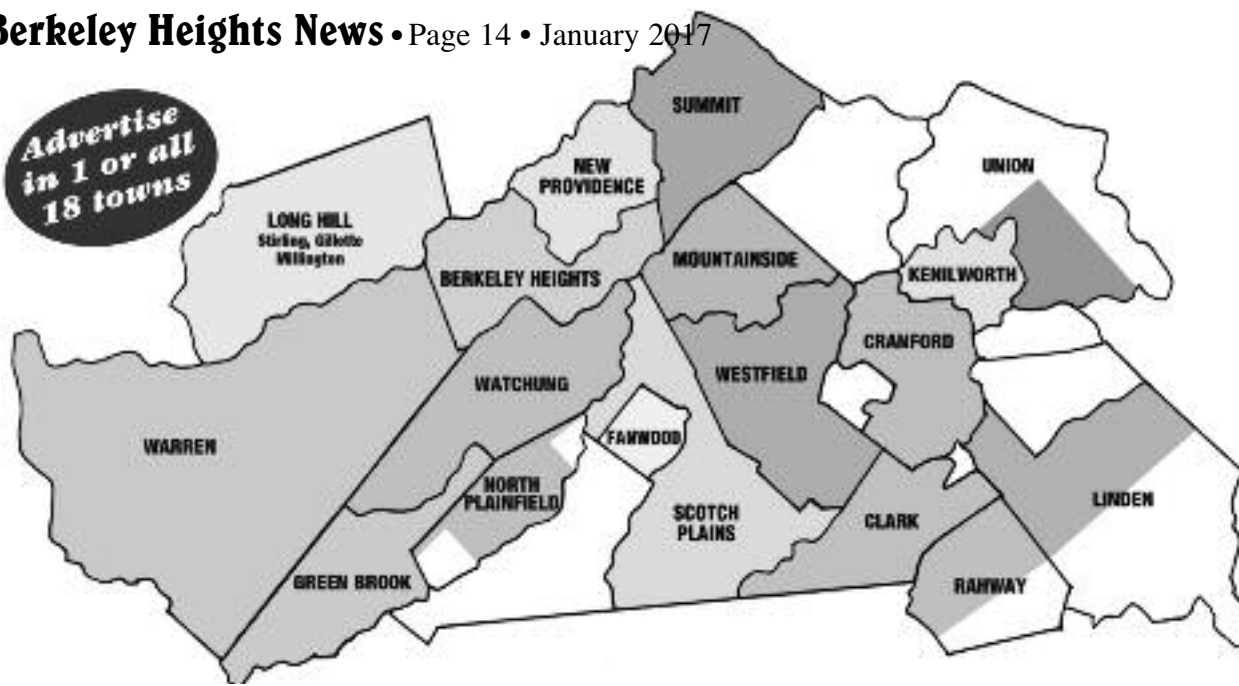 Berkeley Heights News • Page 14 • January 2017
Advertise
in 1 or all
18 towns
SUMMIT
NEW
PROVIDENCE
UNION
LONG HILL
Stirling, Gillette
Millington
BERKELEY HEIGHTS
MOUNTAINSIDE
KENILWORTH
CRANFORD
WATCHUNG
WESTFIELD
WARREN
FANWOOD
NORTH
PLAINFIELD
SCOTCH
PLAINS
CLARK
LINDEN
GREEN BROOK
RAHWAY